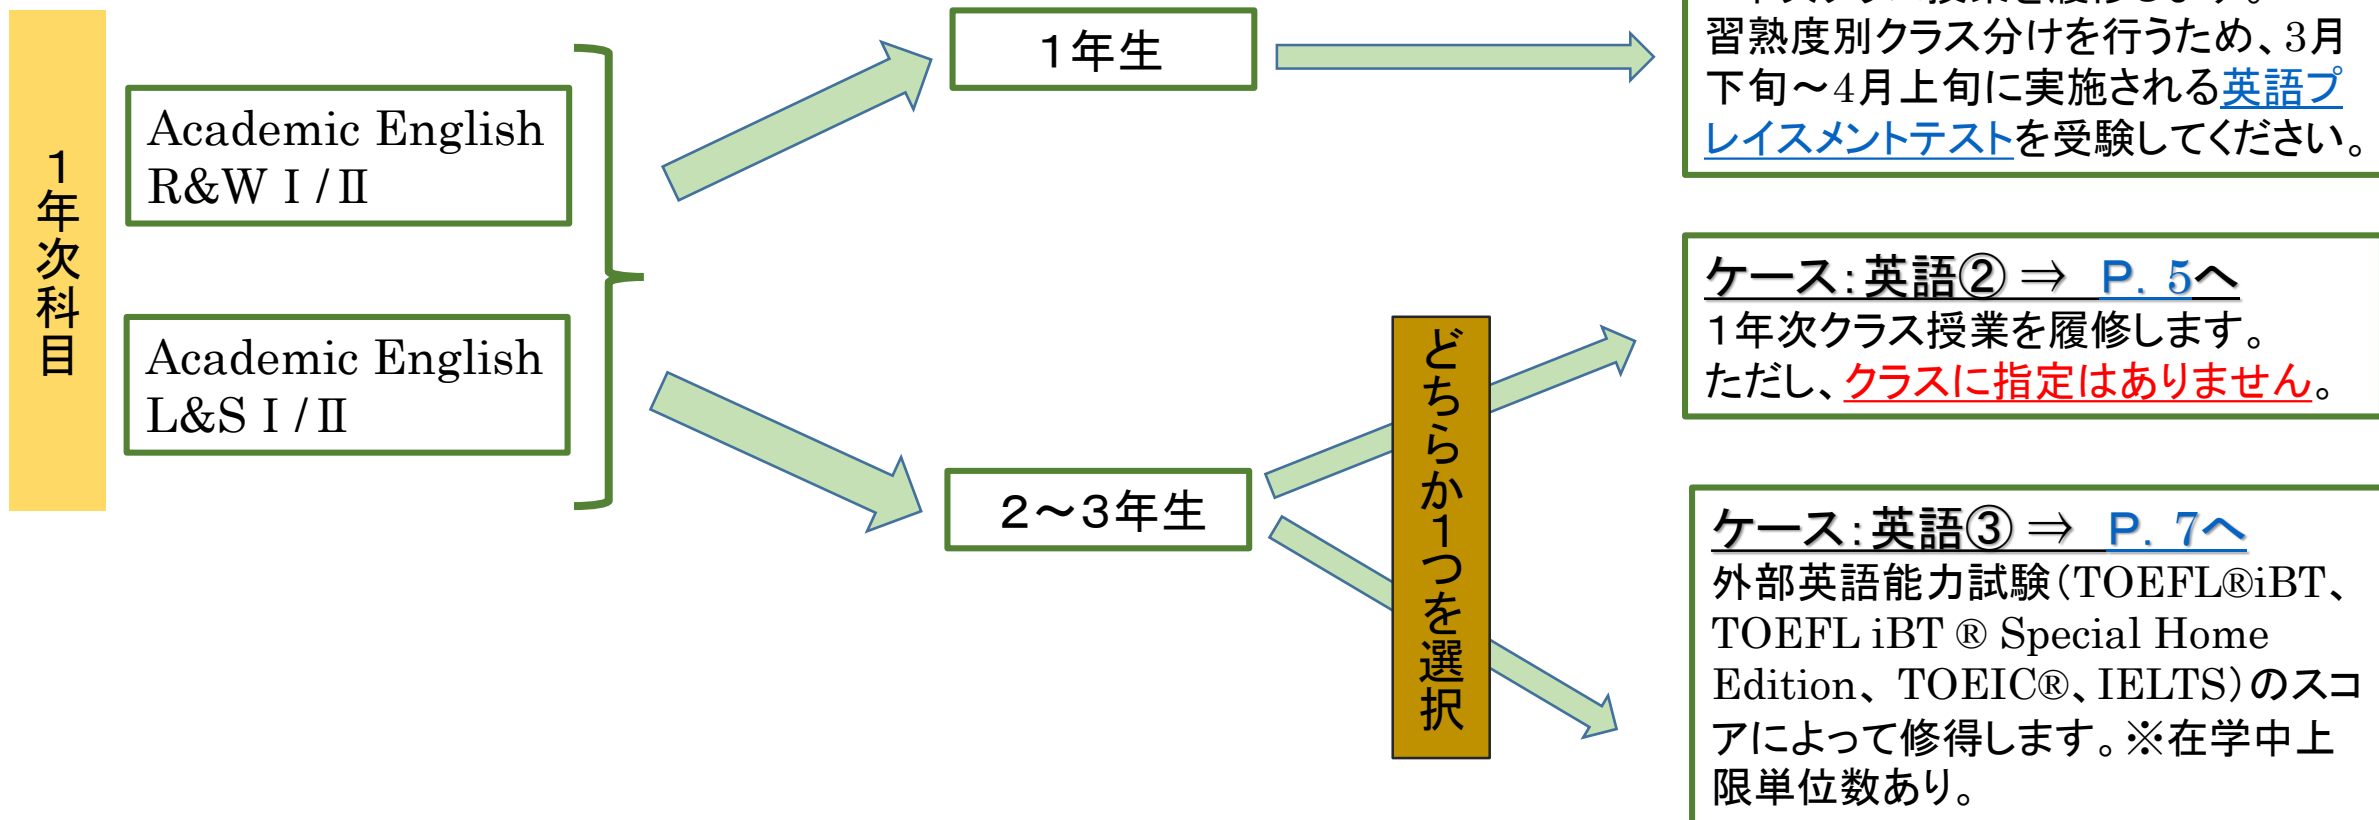 1年次科目
Academic English
R&W Ⅰ/Ⅱ
Academic English
L&S Ⅰ/Ⅱ
1年生
2～3年生
どちらか1つを選択
習熟度別クラス分けを行うため、3月
下旬～4月上旬に実施される英語プ
レイスメントテストを受験してください。
ケース：英語② ⇒ P. 5へ
1年次クラス授業を履修します。
ただし、クラスに指定はありません。
ケース：英語③ ⇒ P. 7へ
外部英語能力試験（TOEFL®iBT、
TOEFL iBT ® Special Home
Edition、TOEIC®、IELTS）のスコ
アによって修得します。※在学中上
限単位数あり。